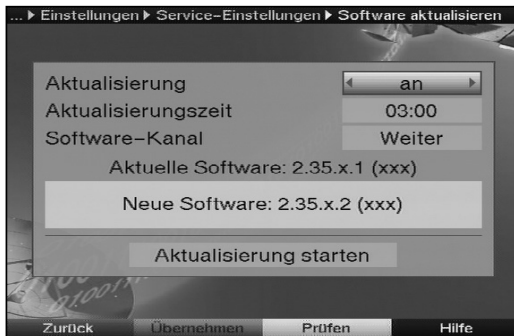 ... ▶ Einstellungen ▶ Service-Einstellungen ▶ Software aktualisieren
Aktualisierung ◀ an ▶
Aktualisierungszeit 03:00
Software-Kanal Weiter
Aktuelle Software: 2.35.x.1 (xxx)
Neue Software: 2.35.x.2 (xxx)
Aktualisierung starten
Zurück Übernehmen Prüfen Hilfe